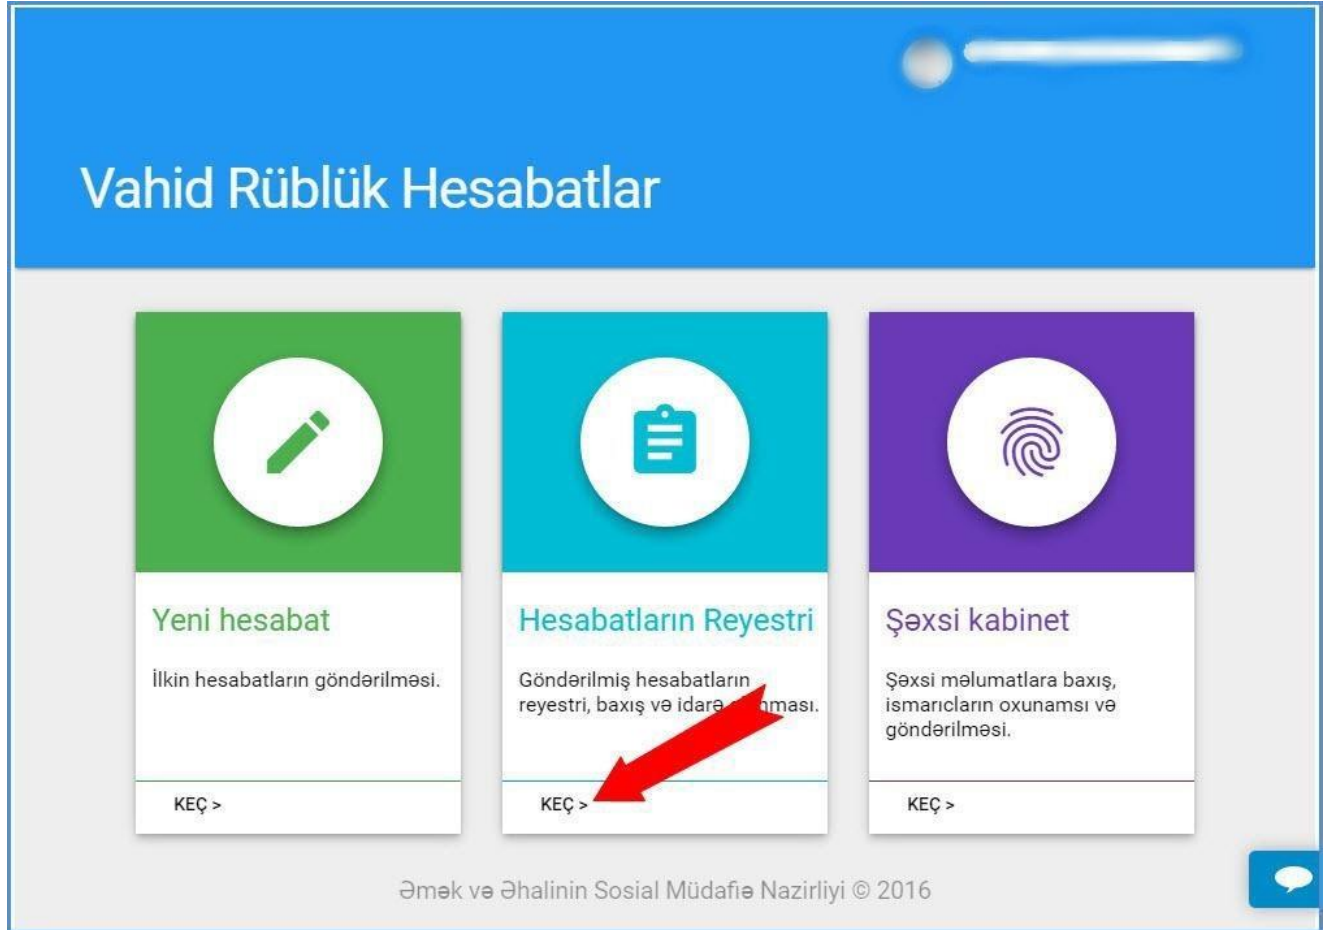 Vahid Rüblük Hesabatlar
Yeni hesabat
İlkin hesabatların göndərilməsi.
KEÇ >
Hesabatların Reyestri
Göndərilmiş hesabatların
reyestri, baxış və idarə
KEÇ >
Şəxsi kabinet
Şəxsi məlumatlara baxış,
ismarıcların oxunamsı və
göndərilməsi.
KEÇ >
Əmək və Əhalinin Sosial Müdafiə Nazirliyi © 2016